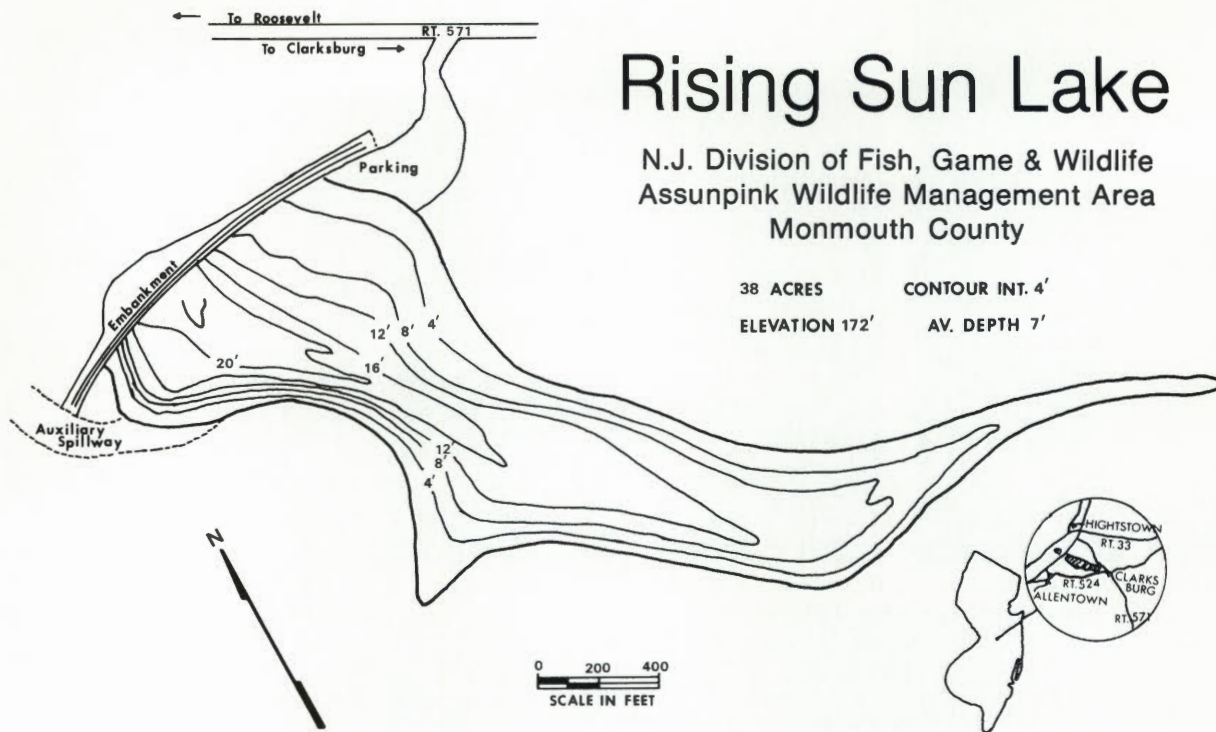 To Roosevelt
RT. 571
To Clarksburg
Rising Sun Lake
N.J. Division of Fish, Game & Wildlife
Assunpink Wildlife Management Area
Monmouth County
38 ACRES CONTOUR INT. 4'
ELEVATION 172' AV. DEPTH 7'
Parking
Embankment
12' 8' 4'
16'
20'
Auxiliary
Spillway
12'
8'
4'
N
0 200 400
SCALE IN FEET
HIGHTSTOWN
RT. 33
CLARKS
BURG
RT. 524
ALLENTOWN
RT. 571